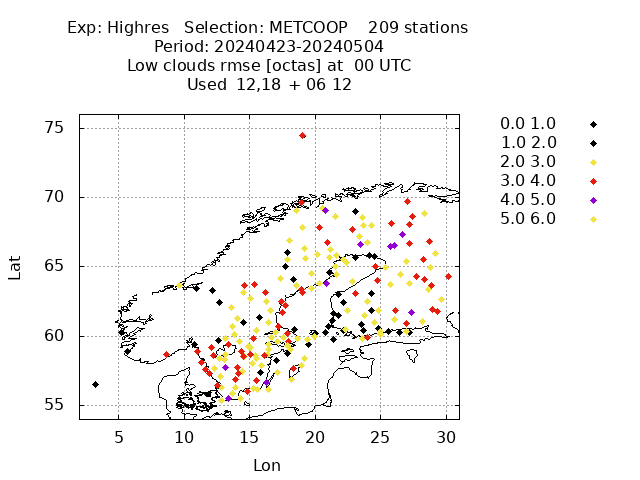 Exp: Highres   Selection: METCOOP    209 stations
Period: 20240423-20240504
Low clouds rmse [octas] at  00 UTC
Used  12,18 + 06 12
75
70
65
60
55
Lat
5 10 15 20 25 30
Lon
0.0 1.0
1.0 2.0
2.0 3.0
3.0 4.0
4.0 5.0
5.0 6.0